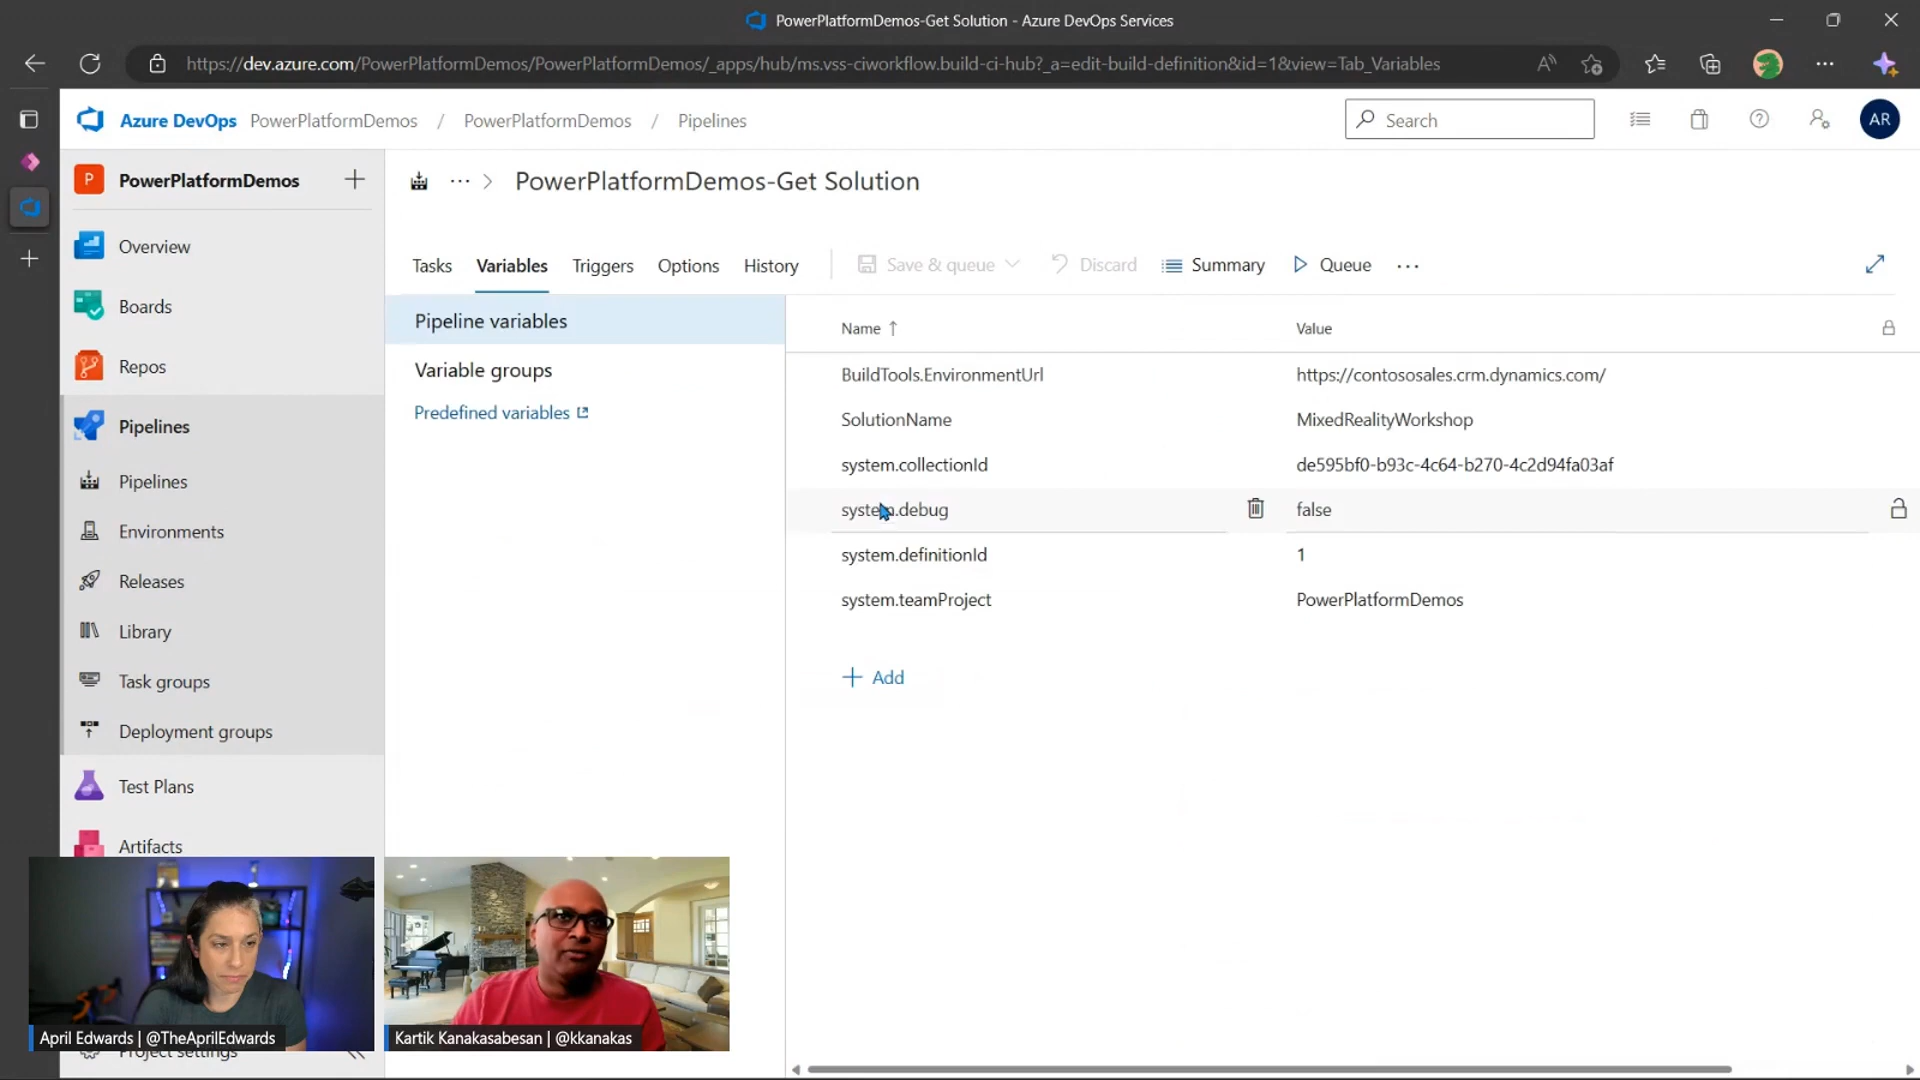 PowerPlatformDemos-Get Solution - Azure DevOps Services
https://dev.azure.com/PowerPlatformDemos/PowerPlatformDemos/_apps/hub/ms.vss-ciworkflow.build-ci-hub?_a=edit-build-definition&id=1&view=Tab_Variables
Azure DevOps PowerPlatformDemos / PowerPlatformDemos / Pipelines
Search
AR
P PowerPlatformDemos
PowerPlatformDemos-Get Solution
Overview
Boards
Repos
Pipelines
Pipelines
Environments
Releases
Library
Task groups
Deployment groups
Test Plans
Artifacts
Project settings
Tasks Variables Triggers Options History Save & queue Discard Summary Queue
Pipeline variables
Variable groups
Predefined variables
Name Value
BuildTools.EnvironmentUrl https://contososales.crm.dynamics.com/
SolutionName MixedRealityWorkshop
system.collectionId de595bf0-b93c-4c64-b270-4c2d94fa03af
system.debug false
system.definitionId 1
system.teamProject PowerPlatformDemos
+ Add
April Edwards | @TheAprilEdwards
Kartik Kanakasabesan | @kkanakas